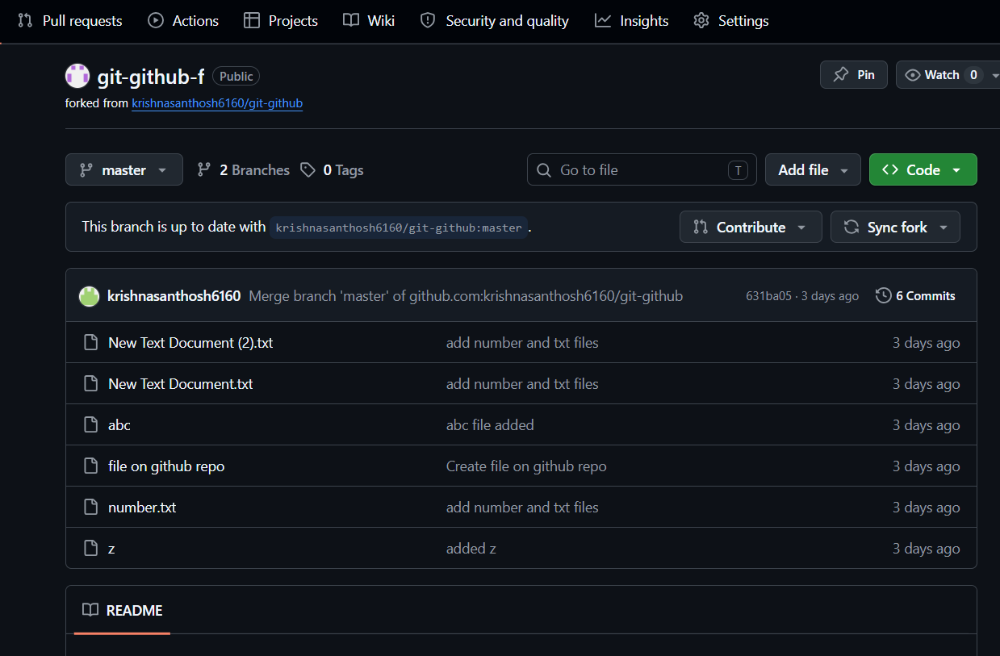 Pull requests Actions Projects Wiki Security and quality Insights Settings
git-github-f Public Pin Watch 0
forked from krishnasanthosh6160/git-github
master 2 Branches 0 Tags Go to file T Add file Code
This branch is up to date with krishnasanthosh6160/git-github:master . Contribute Sync fork
krishnasanthosh6160 Merge branch 'master' of github.com:krishnasanthosh6160/git-github 631ba05 · 3 days ago 6 Commits
New Text Document (2).txt add number and txt files 3 days ago
New Text Document.txt add number and txt files 3 days ago
abc abc file added 3 days ago
file on github repo Create file on github repo 3 days ago
number.txt add number and txt files 3 days ago
z added z 3 days ago
README